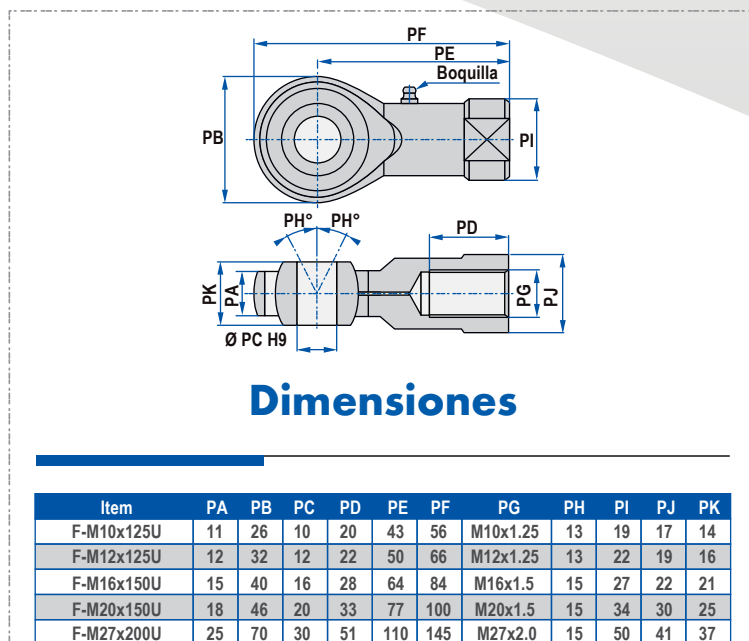 PF
PE
Boquilla
PB
PI
PH° PH°
PD
PK
PA
PG
PJ
Ø PC H9
Dimensiones
Item PA PB PC PD PE PF PG PH PI PJ PK
F-M10x125U 11 26 10 20 43 56 M10x1.25 13 19 17 14
F-M12x125U 12 32 12 22 50 66 M12x1.25 13 22 19 16
F-M16x150U 15 40 16 28 64 84 M16x1.5 15 27 22 21
F-M20x150U 18 46 20 33 77 100 M20x1.5 15 34 30 25
F-M27x200U 25 70 30 51 110 145 M27x2.0 15 50 41 37